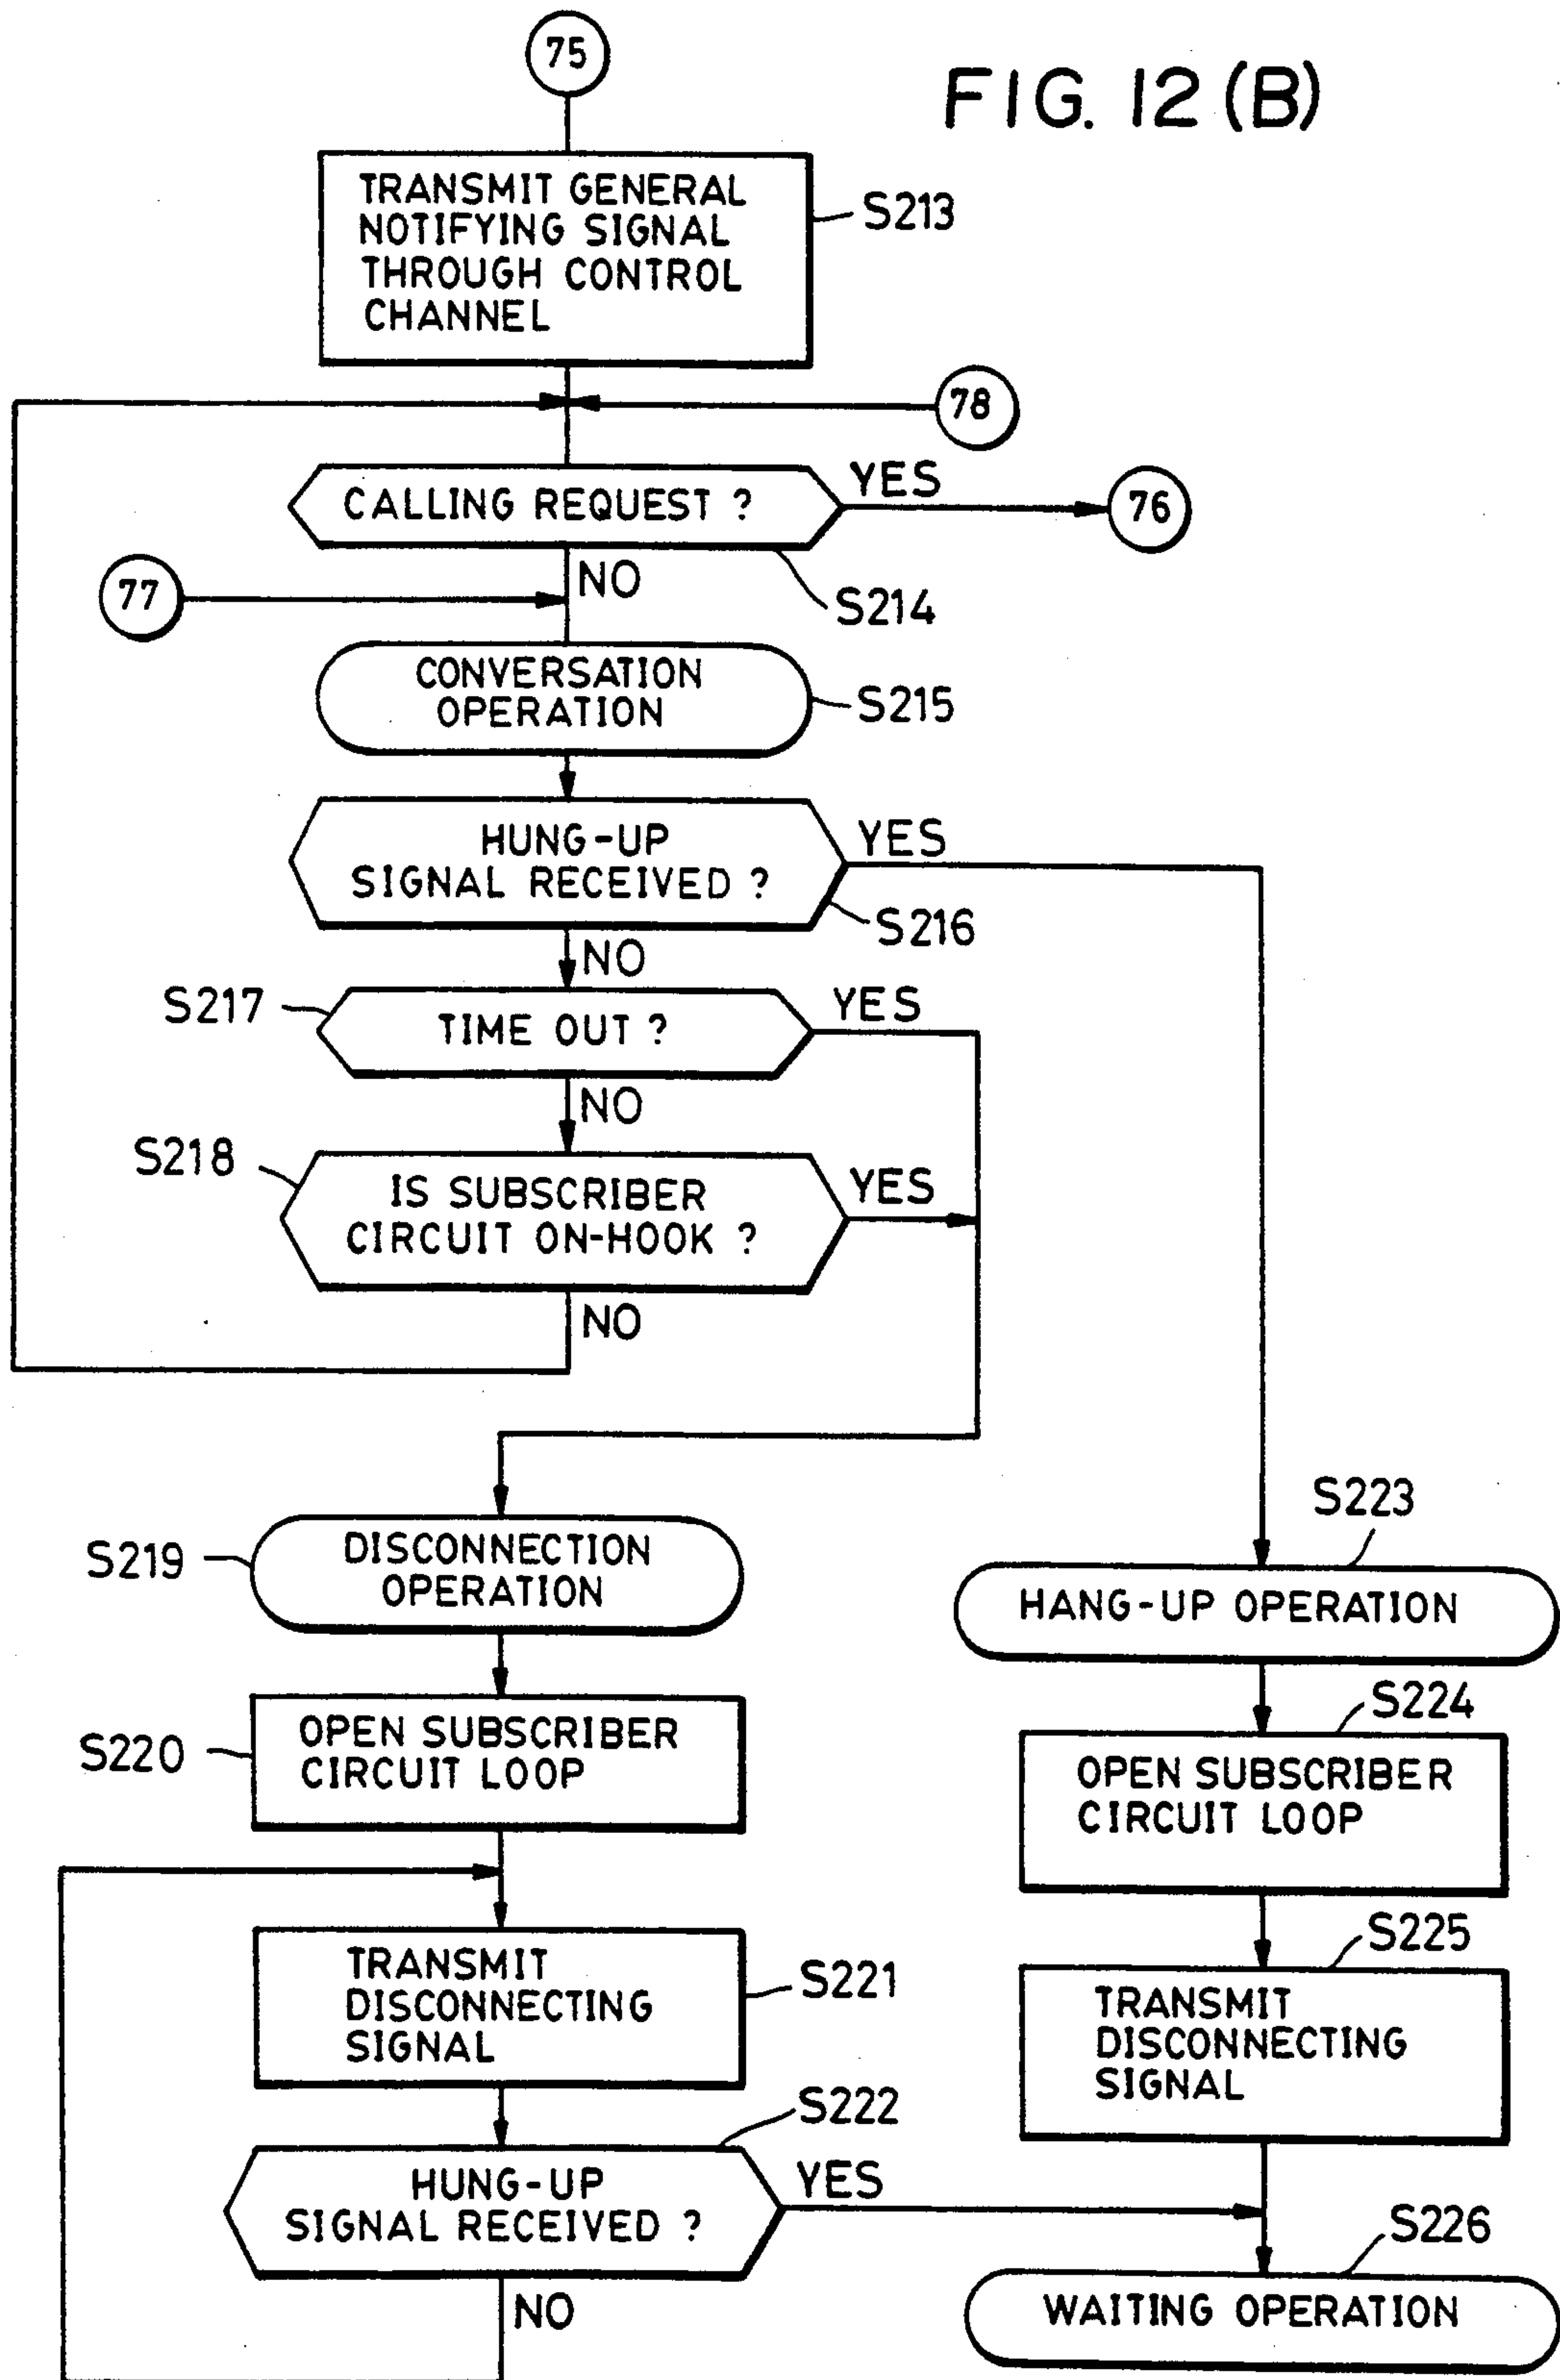 75
FIG. 12 (B)
TRANSMIT GENERAL
NOTIFYING SIGNAL
THROUGH CONTROL
CHANNEL
S213
78
CALLING REQUEST ?
YES
76
NO
S214
77
CONVERSATION
OPERATION
S215
HUNG-UP
SIGNAL RECEIVED ?
YES
S216
NO
S217
TIME OUT ?
YES
NO
S218
IS SUBSCRIBER
CIRCUIT ON-HOOK ?
YES
NO
S219
DISCONNECTION
OPERATION
S223
HANG-UP OPERATION
S220
OPEN SUBSCRIBER
CIRCUIT LOOP
S224
OPEN SUBSCRIBER
CIRCUIT LOOP
TRANSMIT
DISCONNECTING
SIGNAL
S221
S225
TRANSMIT
DISCONNECTING
SIGNAL
S222
HUNG-UP
SIGNAL RECEIVED ?
YES
NO
S226
WAITING OPERATION